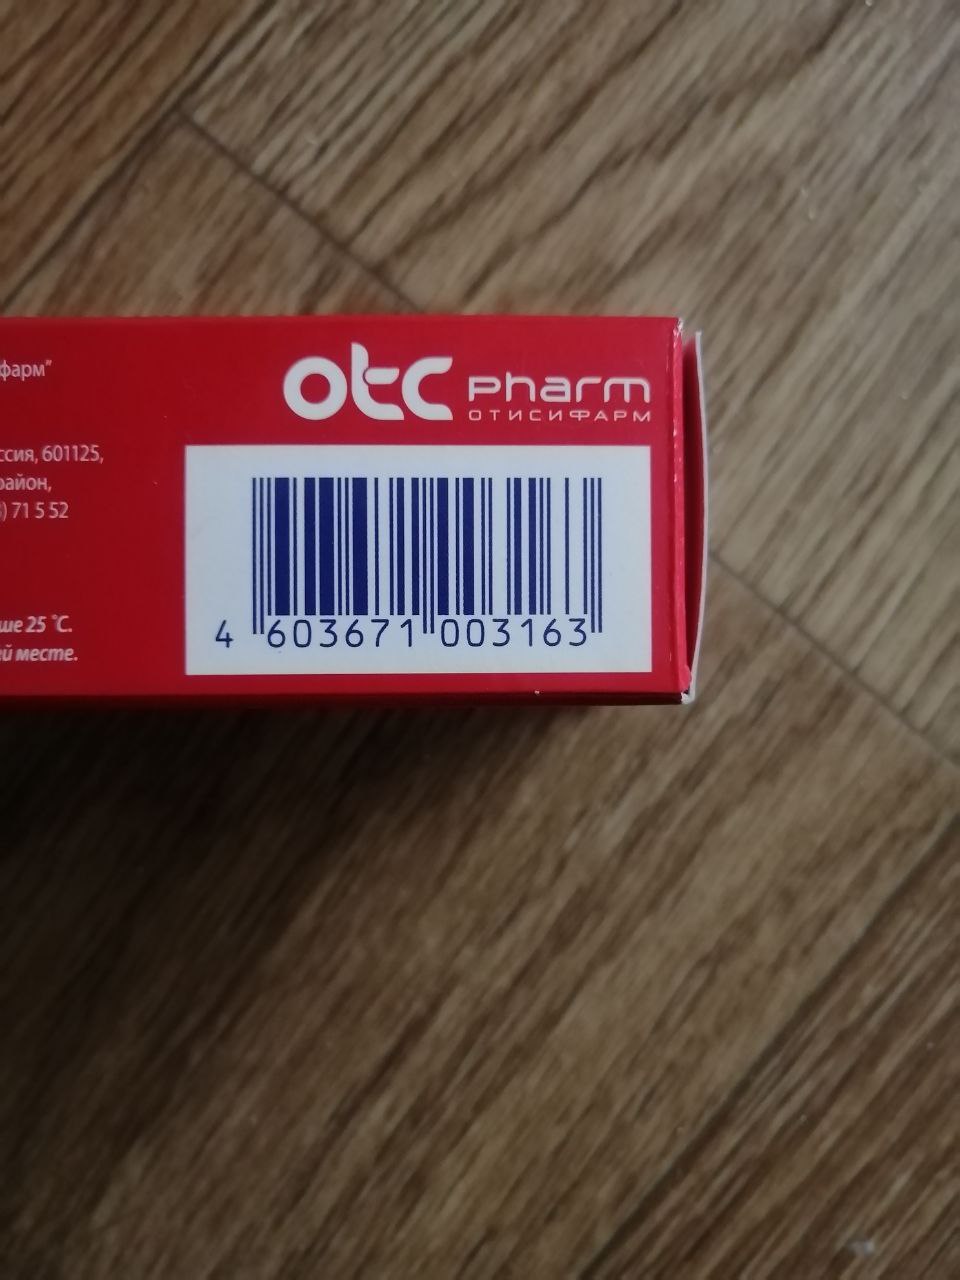 фарм"
otc pharm
ОТИСИФАРМ
ссия, 601125,
район,
) 71 5 52
ше 25 °С.
й месте.
4 603671 003163